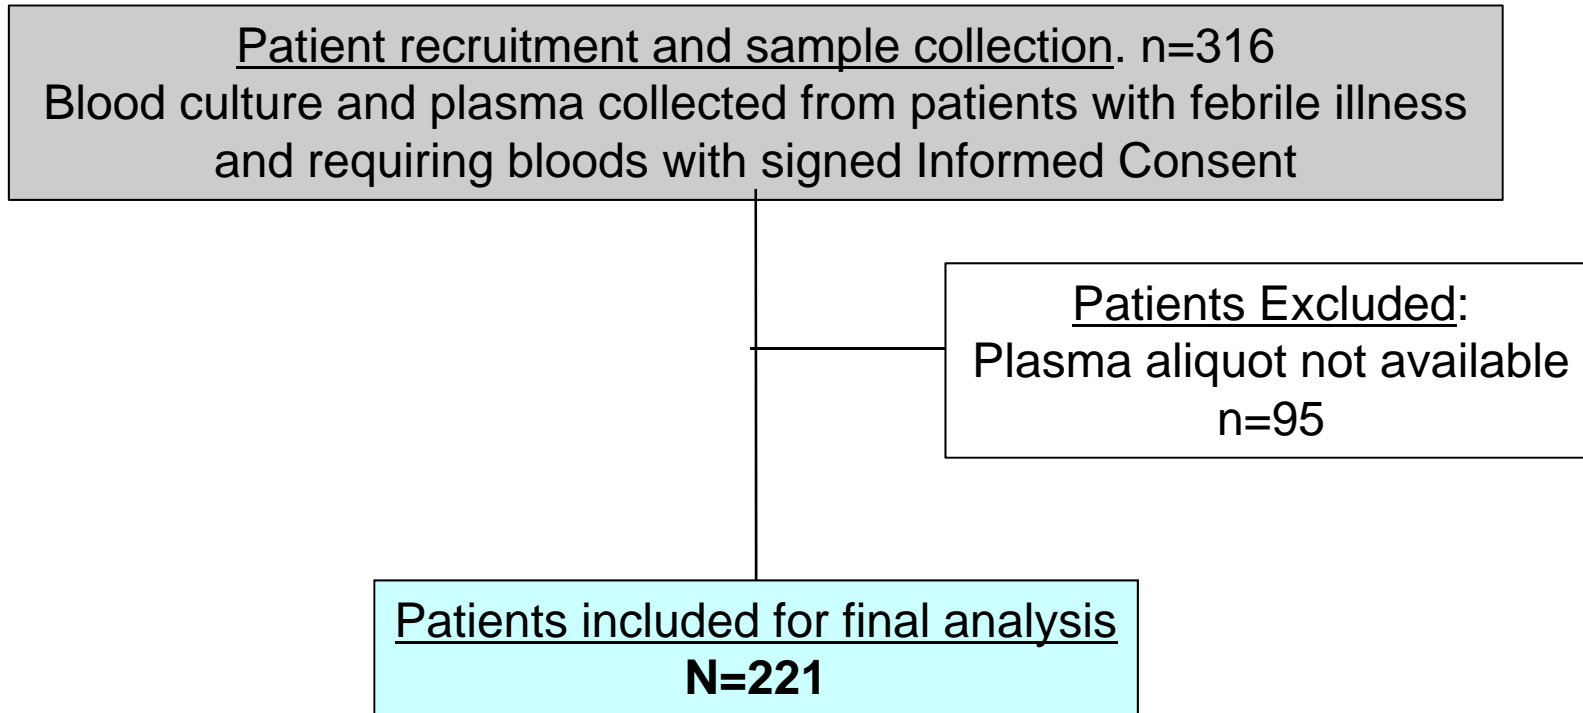 Patient recruitment and sample collection. n=316
Blood culture and plasma collected from patients with febrile illness
and requiring bloods with signed Informed Consent
Patients Excluded:
Plasma aliquot not available
n=95
Patients included for final analysis
N=221